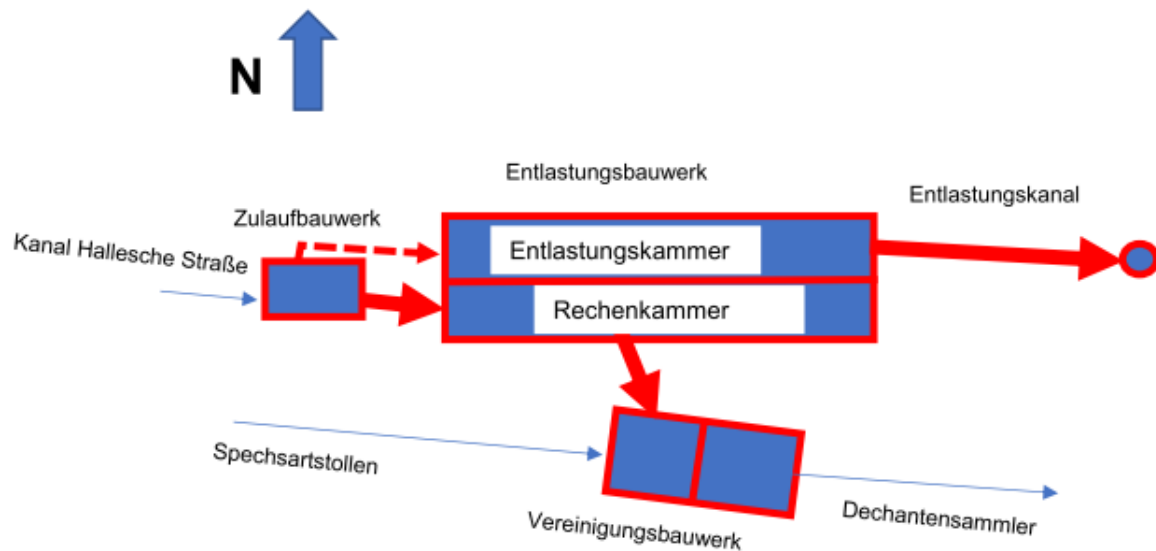 N
Entlastungsbauwerk
Entlastungskanal
Zulaufbauwerk
Kanal Hallesche Straße
Entlastungskammer
Rechenkammer
Spechsartstollen
Dechantensammler
Vereinigungsbauwerk